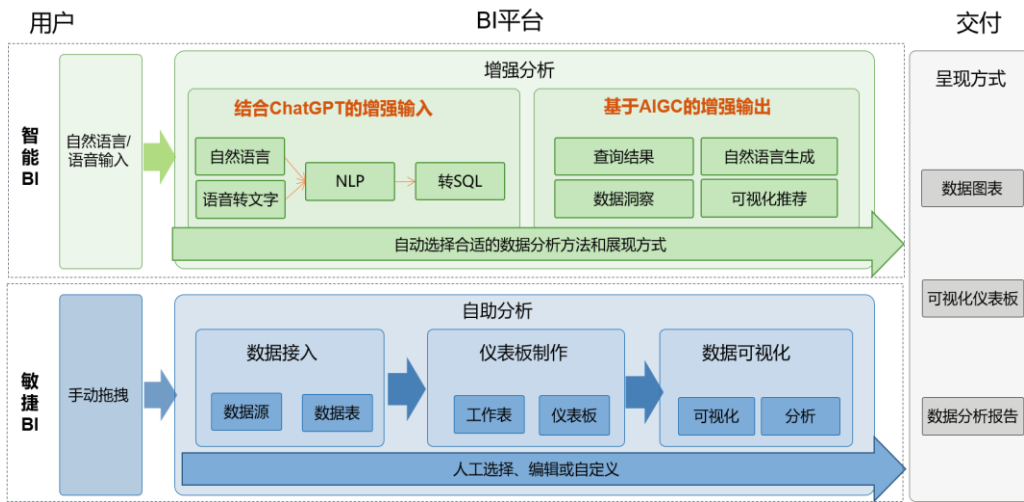 用户
BI平台
交付
智能BI
自然语言/
语音输入
增强分析
结合ChatGPT的增强输入
自然语言
语音转文字
NLP
转SQL
基于AIGC的增强输出
查询结果
自然语言生成
数据洞察
可视化推荐
自动选择合适的数据分析方法和展现方式
敏捷BI
手动拖拽
自助分析
数据接入
数据源
数据表
仪表板制作
工作表
仪表板
数据可视化
可视化
分析
人工选择、编辑或自定义
呈现方式
数据图表
可视化仪表板
数据分析报告